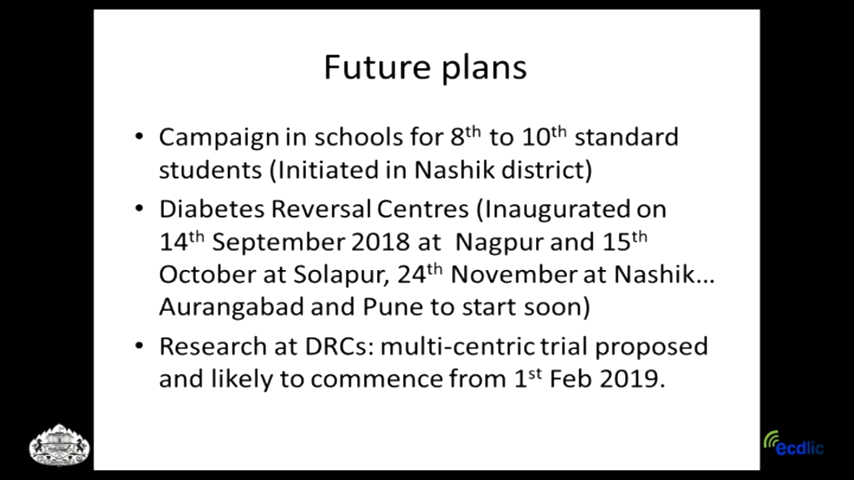 Future plans
• Campaign in schools for 8th to 10th standard
students (Initiated in Nashik district)
• Diabetes Reversal Centres (Inaugurated on
14th September 2018 at Nagpur and 15th
October at Solapur, 24th November at Nashik...
Aurangabad and Pune to start soon)
• Research at DRCs: multi-centric trial proposed
and likely to commence from 1st Feb 2019.
ecdlic